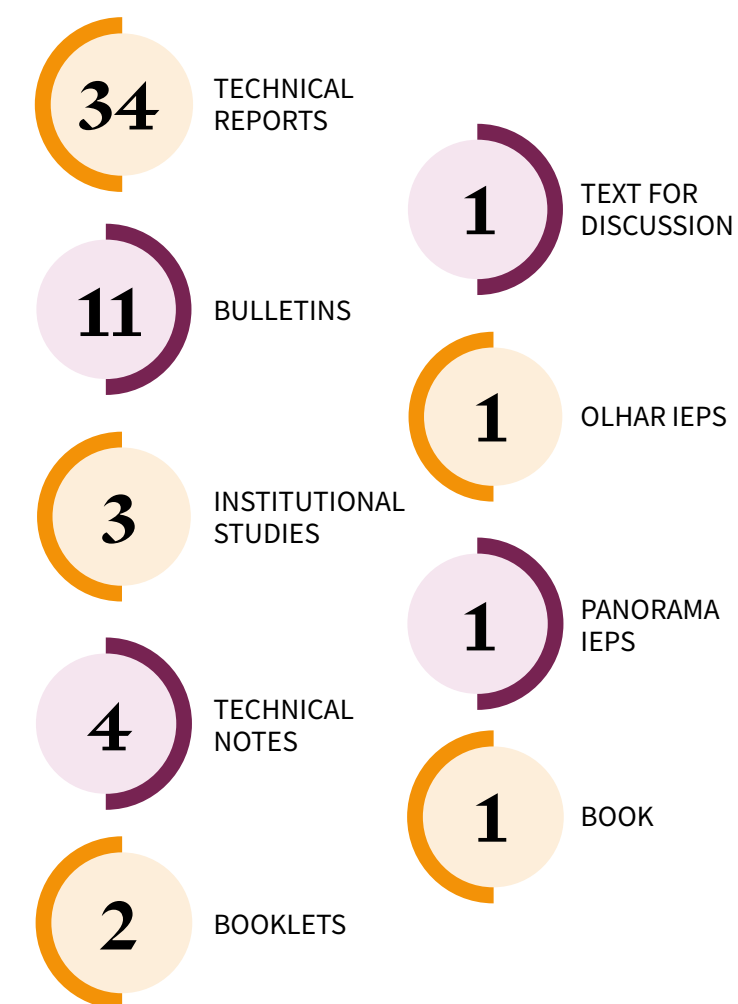 34
TECHNICAL
REPORTS
11
BULLETINS
3
INSTITUTIONAL
STUDIES
4
TECHNICAL
NOTES
2
BOOKLETS
1
TEXT FOR
DISCUSSION
1
OLHAR IEPS
1
PANORAMA
IEPS
1
BOOK